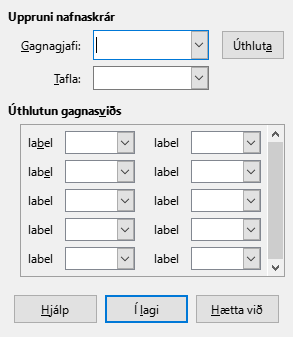 Uppruni nafnaskrár
Gagnagjafi: Úthluta
Tafla:
Úthlutun gagnasviðs
label label
label label
label label
label label
label label
Hjálp Í lagi Hætta við